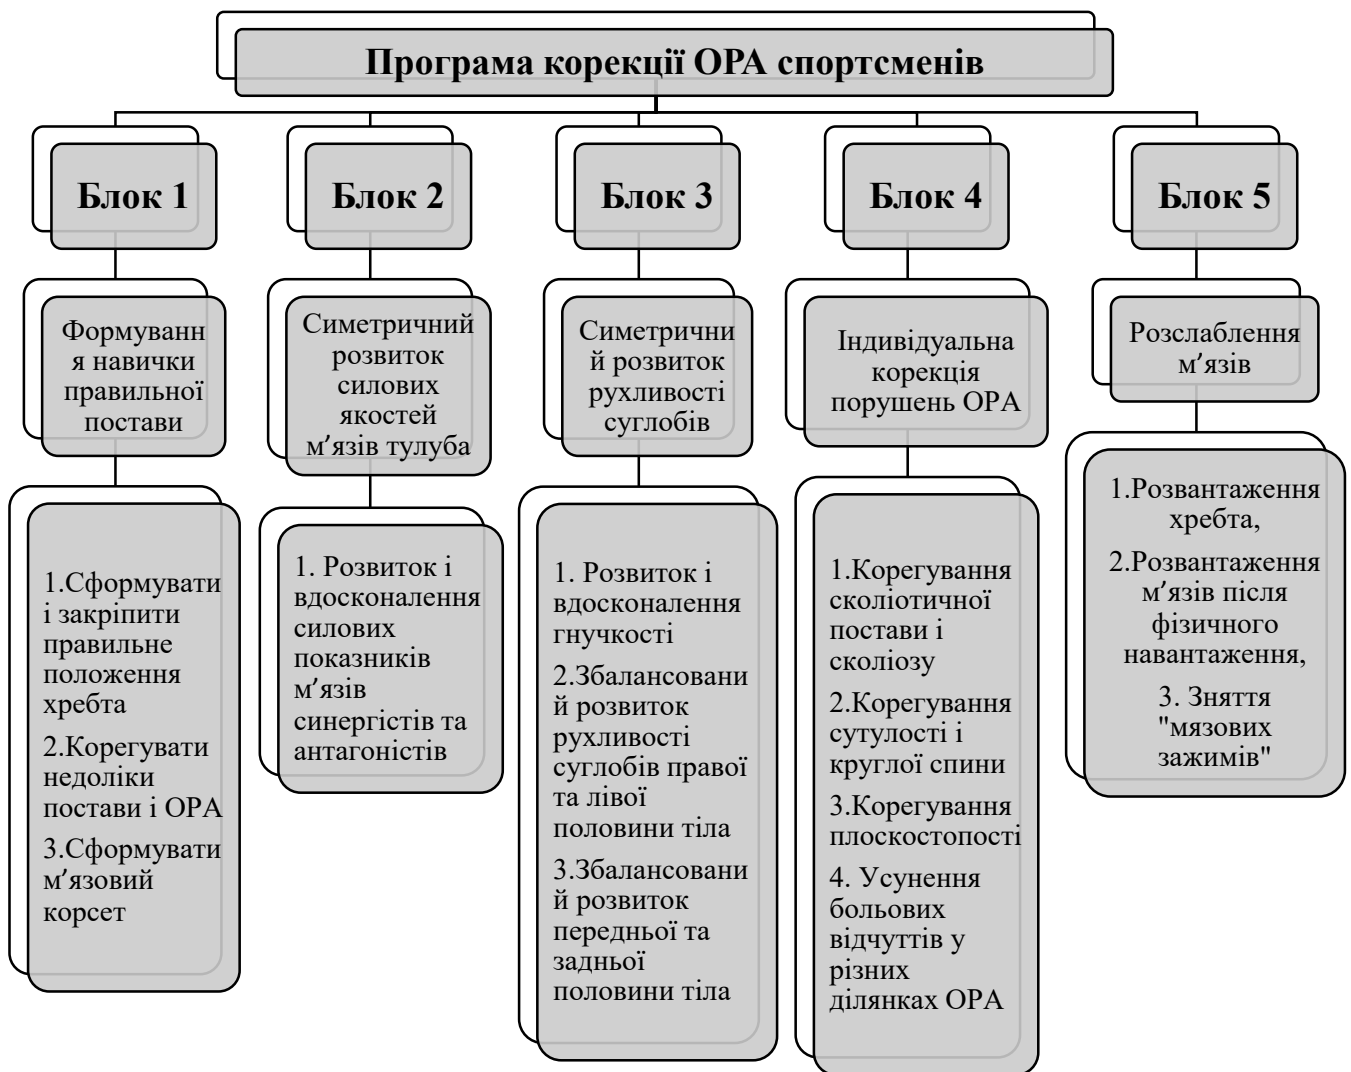 Програма корекції ОРА спортсменів
Блок 1
Блок 2
Блок 3
Блок 4
Блок 5
Формуванн
я навички
правильної
постави
Симетричний
розвиток
силових
якостей
м′язів тулуба
Симетрични
й розвиток
рухливості
суглобів
Індивідуальна
корекція
порушень ОРА
Розслаблення
м′язів
1.Сформувати
і закріпити
правильне
положення
хребта
2.Корегувати
недоліки
постави і ОРА
3.Сформувати
м′язовий
корсет
1. Розвиток і
вдосконалення
силових
показників
м′язів
синергістів та
антагоністів
1. Розвиток і
вдосконалення
гнучкості
2.Збалансовани
й розвиток
рухливості
суглобів правої
та лівої
половини тіла
3.Збалансовани
й розвиток
передньої та
задньої
половини тіла
1.Корегування
сколіотичної
постави і
сколіозу
2.Корегування
сутулості і
круглої спини
3.Корегування
плоскостопості
4. Усунення
больових
відчуттів у
різних
ділянках ОРА
1.Розвантаження
хребта,
2.Розвантаження
м′язів після
фізичного
навантаження,
3. Зняття
"мязових
зажимів"